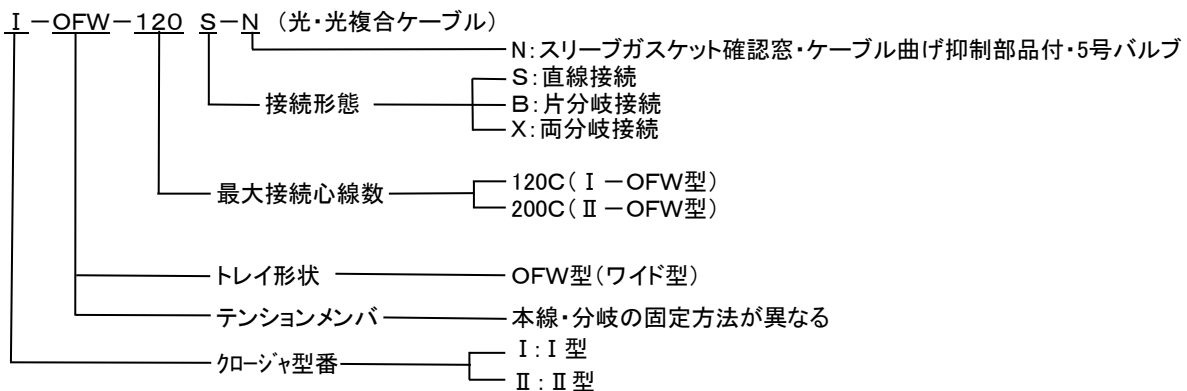 Ⅰ－OFW－120 S－N （光・光複合ケーブル）
N：スリーブガスケット確認窓・ケーブル曲げ抑制部品付・5号バルブ
接続形態
S：直線接続
B：片分岐接続
X：両分岐接続
最大接続心線数
120C（Ⅰ－OFW型）
200C（Ⅱ－OFW型）
トレイ形状
OFW型（ワイド型）
テンションメンバ
本線・分岐の固定方法が異なる
ｸﾛｰｼﾞｬ型番
Ⅰ：Ⅰ型
Ⅱ：Ⅱ型